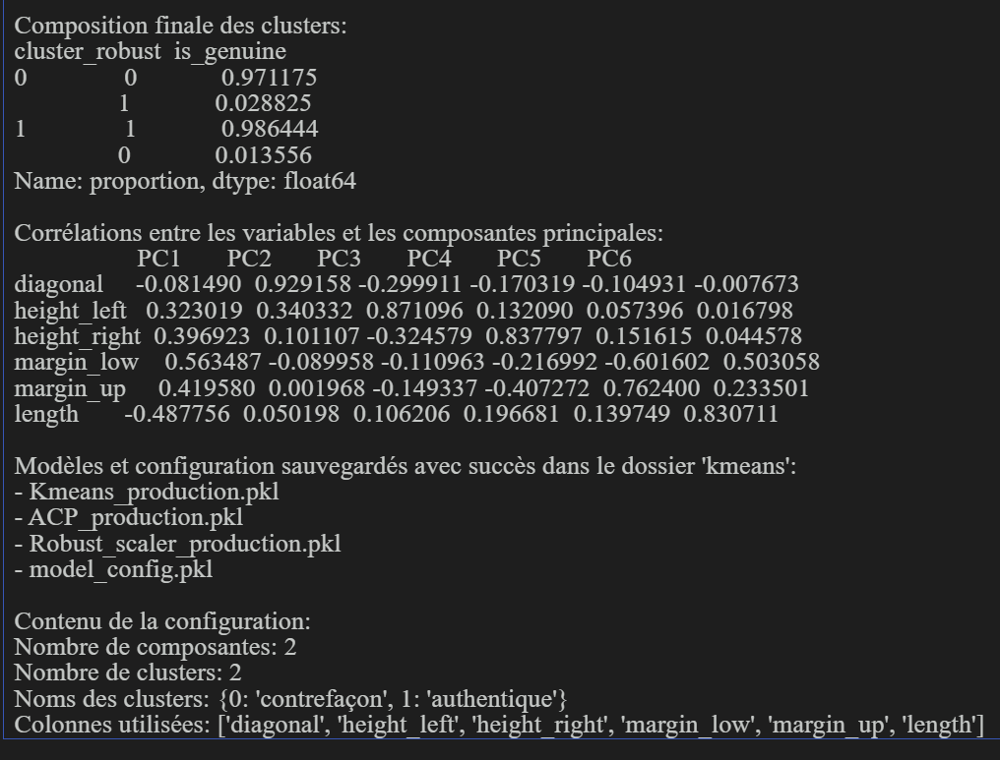 Composition finale des clusters:
cluster_robust is_genuine
0 0 0.971175
1 0.028825
1 1 0.986444
0 0.013556
Name: proportion, dtype: float64
Corrélations entre les variables et les composantes principales:
PC1 PC2 PC3 PC4 PC5 PC6
diagonal -0.081490 0.929158 -0.299911 -0.170319 -0.104931 -0.007673
height_left 0.323019 0.340332 0.871096 0.132090 0.057396 0.016798
height_right 0.396923 0.101107 -0.324579 0.837797 0.151615 0.044578
margin_low 0.563487 -0.089958 -0.110963 -0.216992 -0.601602 0.503058
margin_up 0.419580 0.001968 -0.149337 -0.407272 0.762400 0.233501
length -0.487756 0.050198 0.106206 0.196681 0.139749 0.830711
Modèles et configuration sauvegardés avec succès dans le dossier 'kmeans':
- Kmeans_production.pkl
- ACP_production.pkl
- Robust_scaler_production.pkl
- model_config.pkl
Contenu de la configuration:
Nombre de composantes: 2
Nombre de clusters: 2
Noms des clusters: {0: 'contrefaçon', 1: 'authentique'}
Colonnes utilisées: ['diagonal', 'height_left', 'height_right', 'margin_low', 'margin_up', 'length']